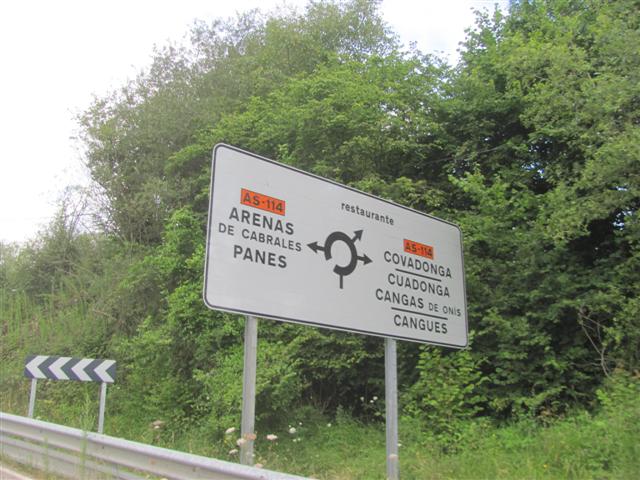 AS-114
ARENAS
DE CABRALES
PANES
restaurante
AS-114
COVADONGA
CUADONGA
CANGAS DE ONÍS
CANGUES